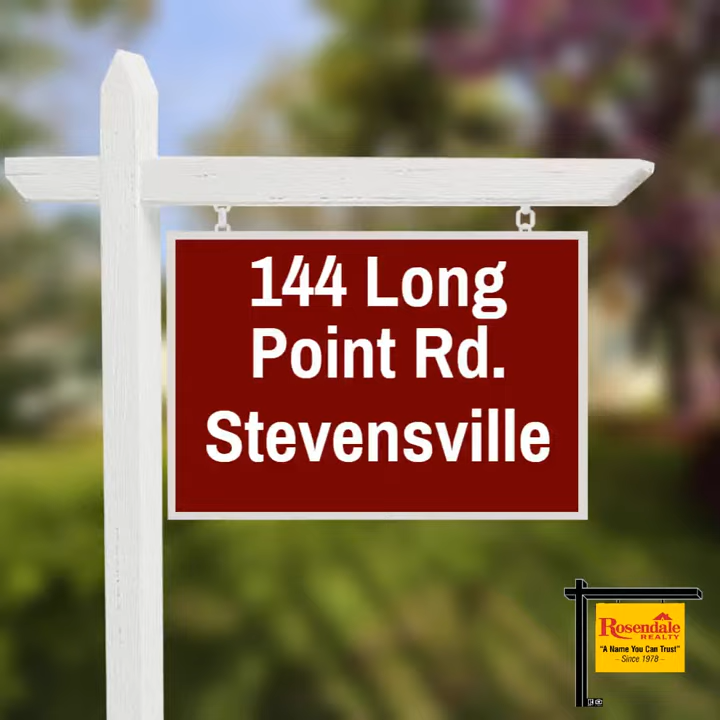 144 Long
Point Rd.
Stevensville
Rosendale
REALTY
"A Name You Can Trust"
– Since 1978 –